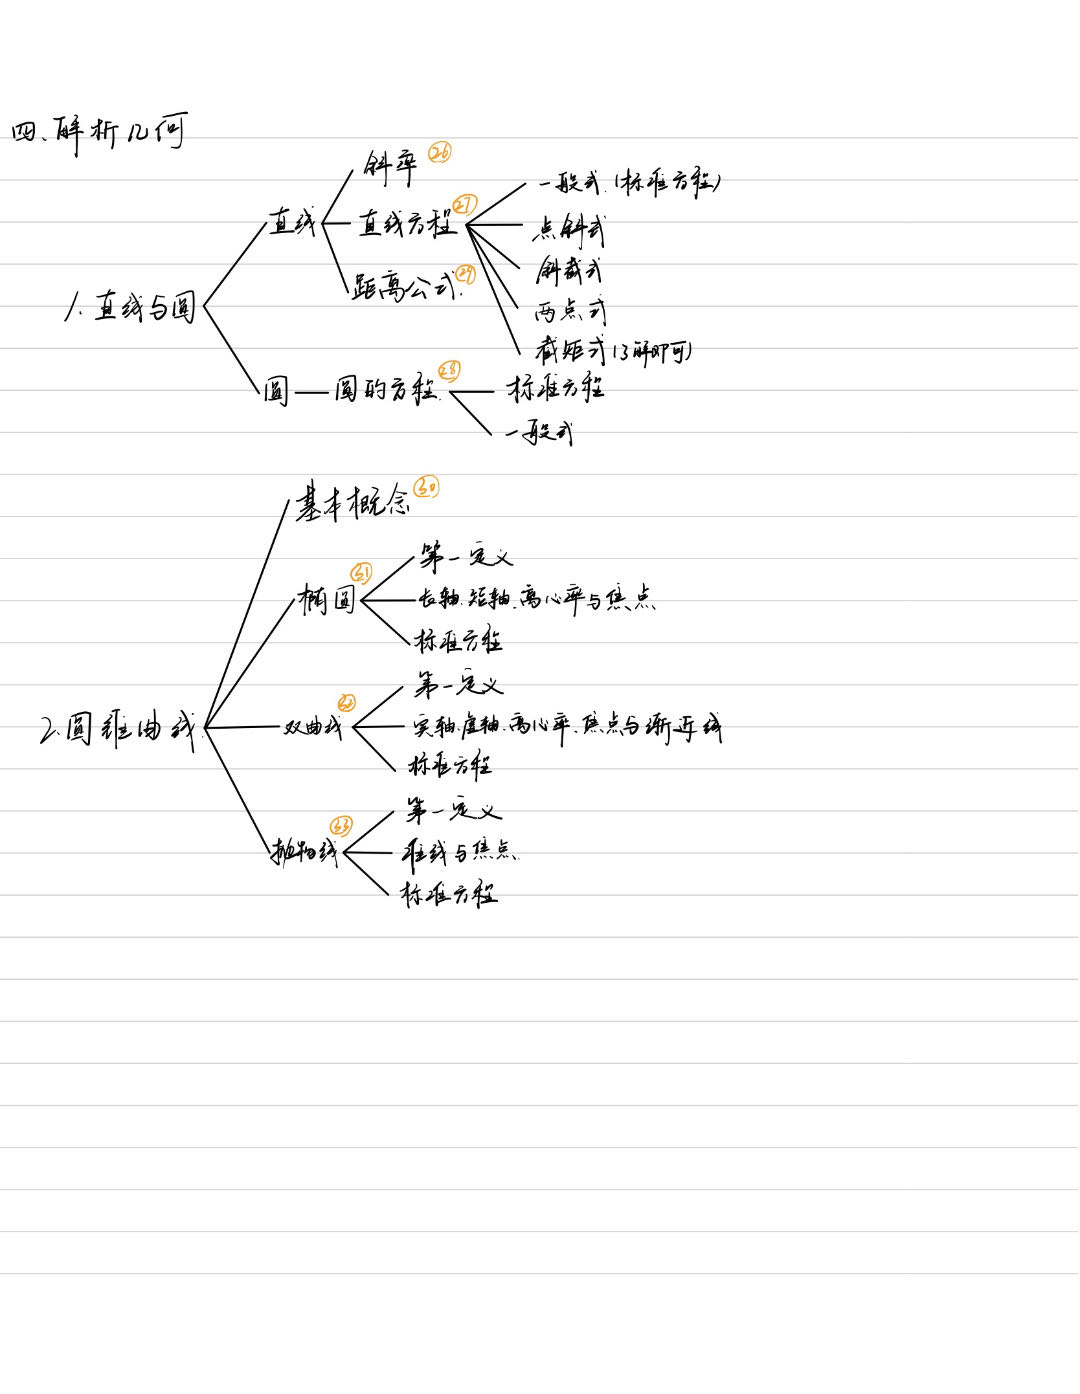 四、解析几何
斜率 ㉖
一般式(标准方程)
直线 直线方程 ㉗
点斜式
斜截式
距离公式. ㉙
1. 直线与圆
两点式
截矩式(了解即可)
圆 圆的方程. ㉘ 标准方程
一般式
基本概念 ㉚
第一定义
椭圆 ㉛ 长轴.短轴.离心率与焦点
标准方程
第一定义
2.圆锥曲线. 双曲线 ㉜ 实轴.虚轴.离心率.焦点与渐近线
标准方程
第一定义
抛物线 ㉝ 准线与焦点.
标准方程